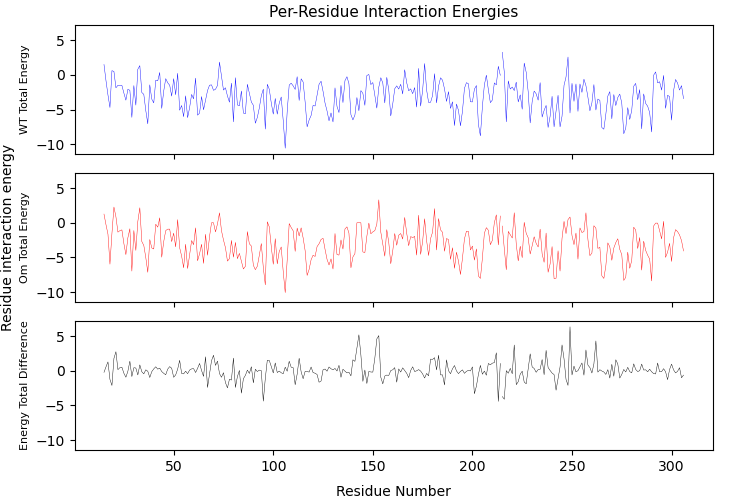 Per-Residue Interaction Energies
Residue interaction energy
WT Total Energy
5
0
−5
−10
Om Total Energy
5
0
−5
−10
Energy Total Difference
5
0
−5
−10
50 100 150 200 250 300
Residue Number